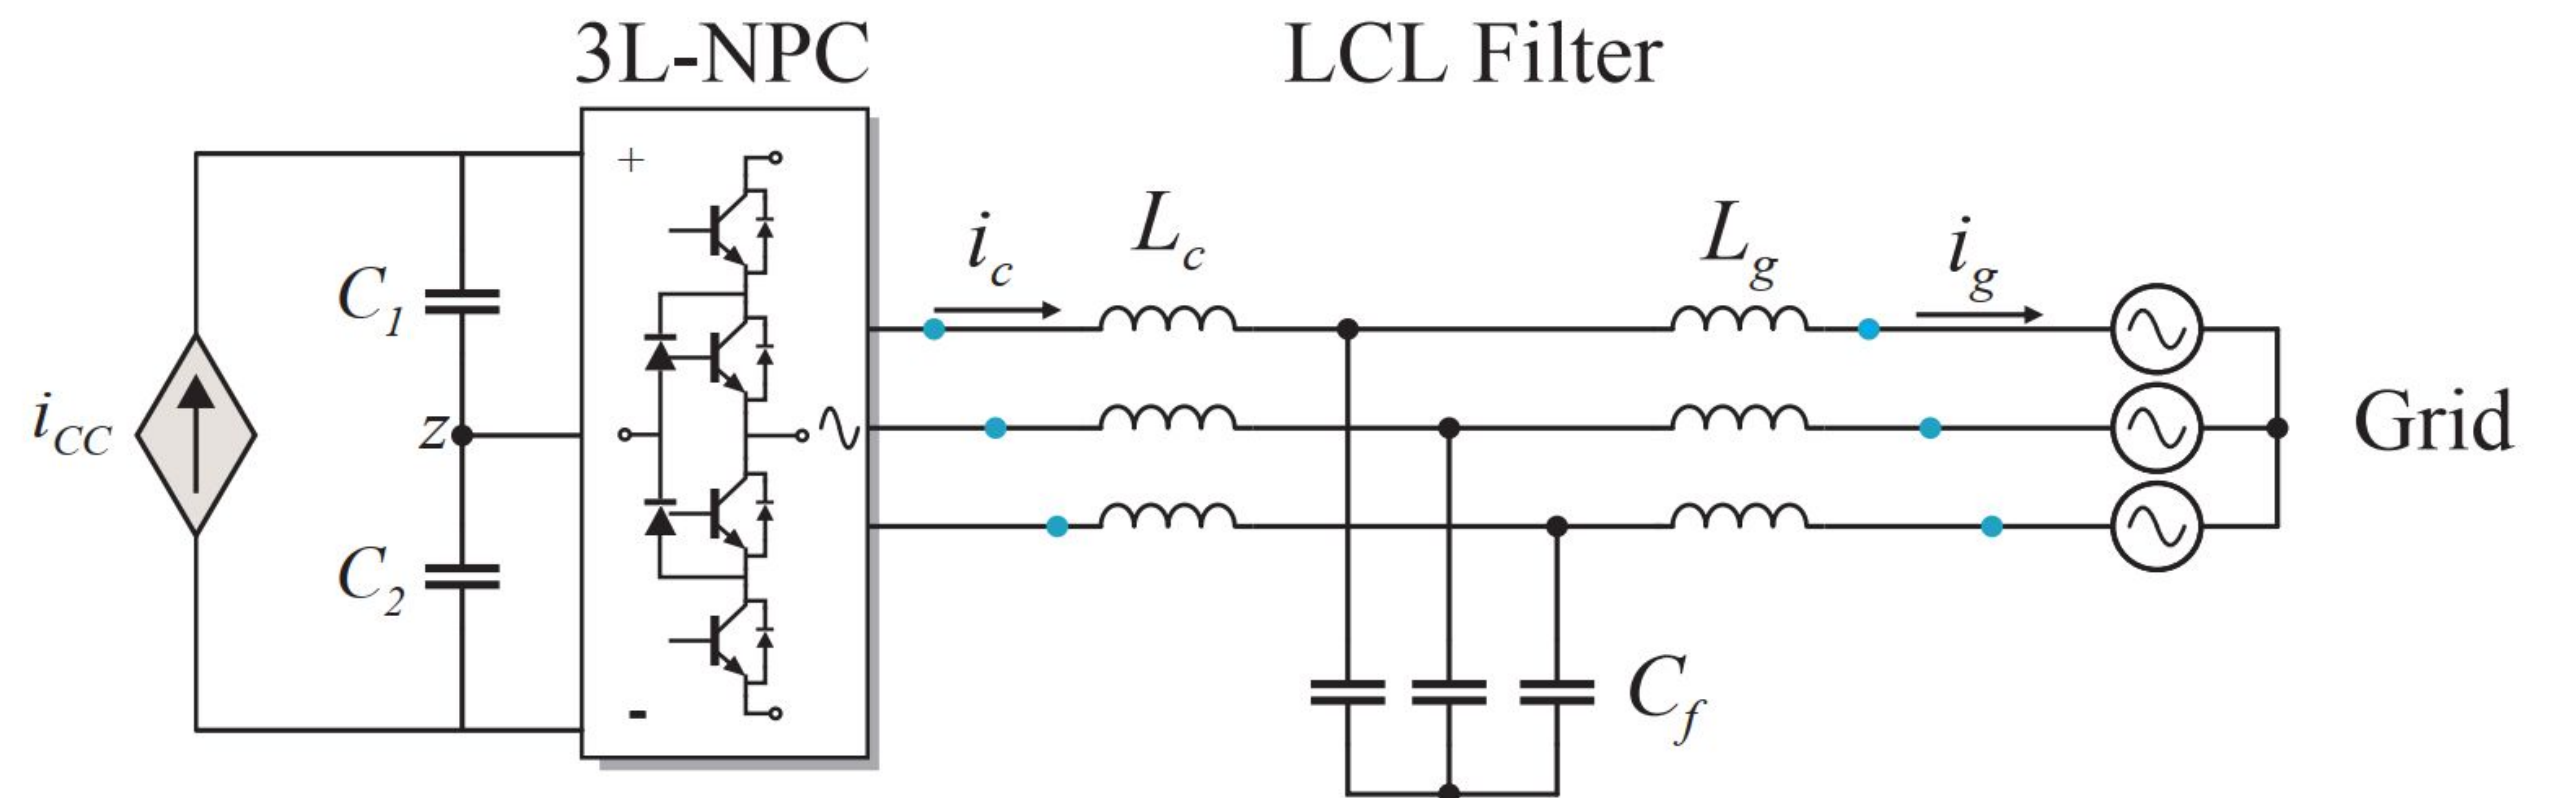 3L-NPC
LCL Filter
+
i_c
L_c
L_g
i_g
C_1
i_CC
z
Grid
C_2
C_f
-